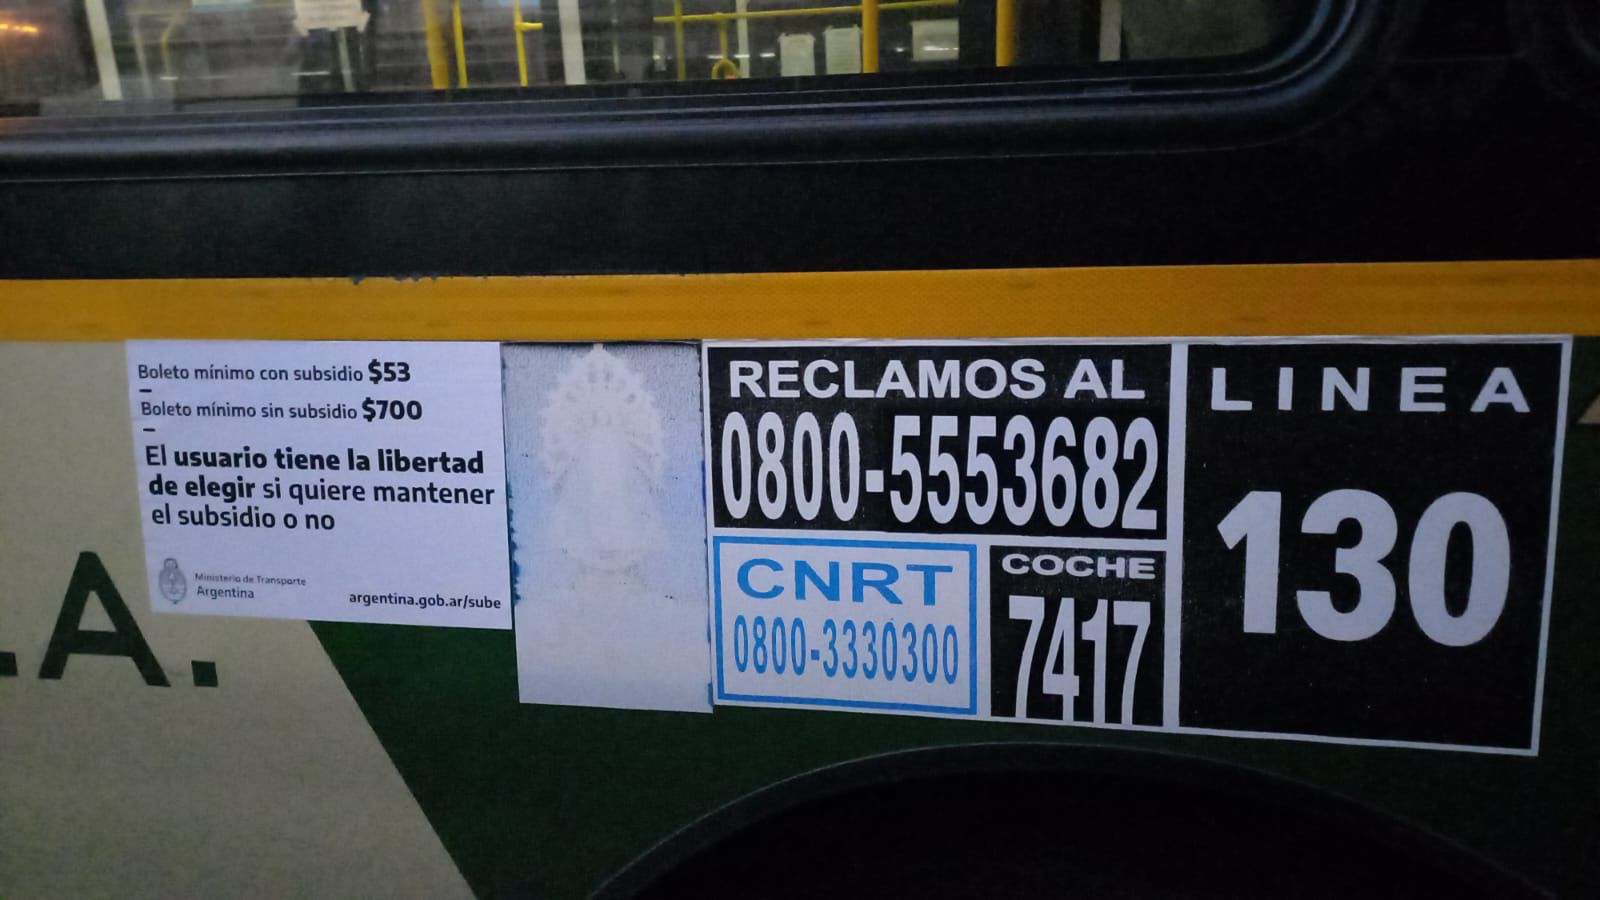 Boleto mínimo con subsidio $53
Boleto mínimo sin subsidio $700
El usuario tiene la libertad
de elegir si quiere mantener
el subsidio o no
Ministerio de Transporte
Argentina
argentina.gob.ar/sube
RECLAMOS AL
0800-5553682
CNRT
0800-3330300
COCHE
7417
LINEA
130
.A.